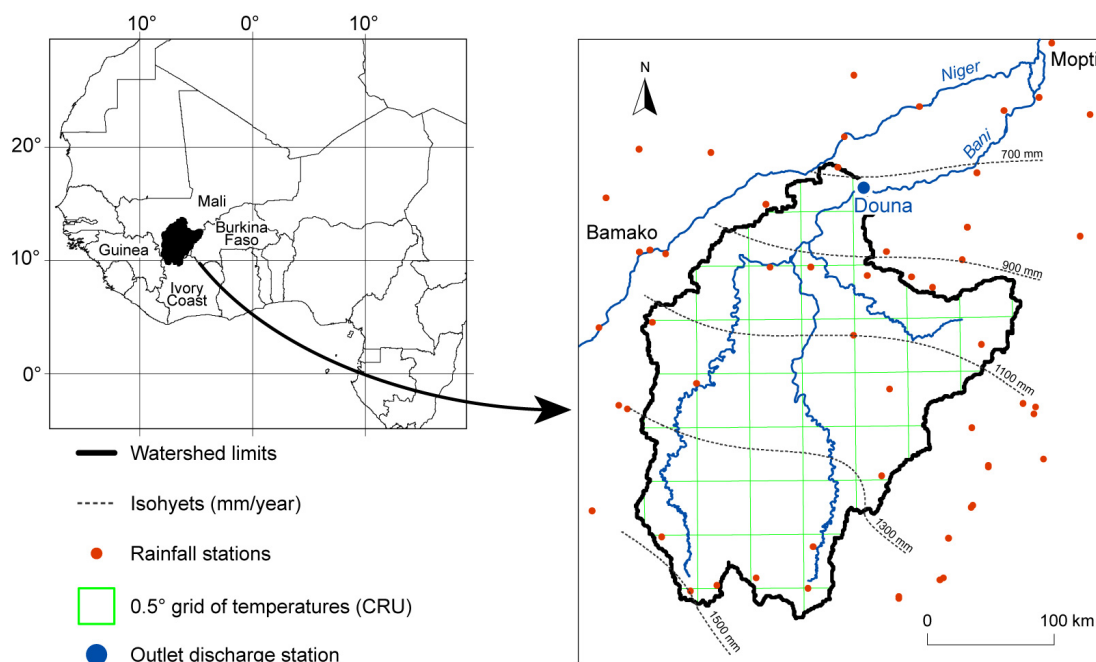 10°
0°
10°
20°
10°
0°
Mali
Burkina
Faso
Guinea
Ivory
Coast
Watershed limits
Isohyets (mm/year)
Rainfall stations
0.5° grid of temperatures (CRU)
Outlet discharge station
N
Mopti
Niger
Bani
700 mm
Douna
Bamako
900 mm
1100 mm
1300 mm
1500 mm
0
100 km